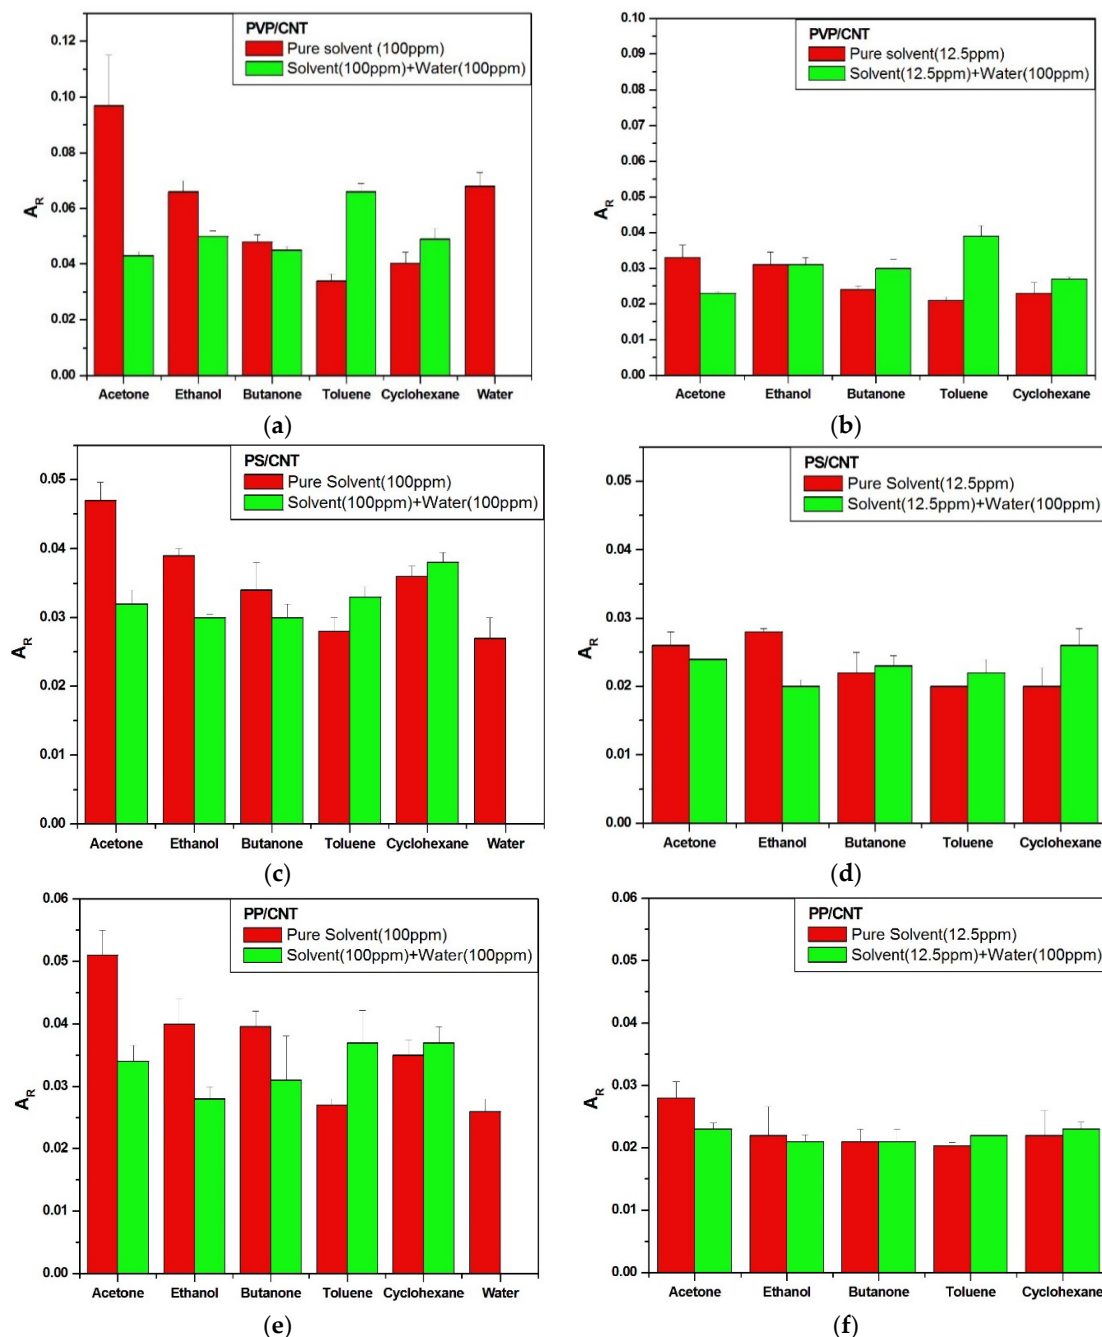 PVP/CNT
Pure solvent (100ppm)
Solvent(100ppm)+Water(100ppm)
0.12
0.10
0.08
0.06
0.04
0.02
0.00
A_R
Acetone Ethanol Butanone Toluene Cyclohexane Water
(a)
PVP/CNT
Pure solvent(12.5ppm)
Solvent(12.5ppm)+Water(100ppm)
0.10
0.09
0.08
0.07
0.06
0.05
0.04
0.03
0.02
0.01
0.00
A_R
Acetone Ethanol Butanone Toluene Cyclohexane
(b)
PS/CNT
Pure Solvent(100ppm)
Solvent(100ppm)+Water(100ppm)
0.05
0.04
0.03
0.02
0.01
0.00
A_R
Acetone Ethanol Butanone Toluene Cyclohexane Water
(c)
PS/CNT
Pure Solvent(12.5ppm)
Solvent(12.5ppm)+Water(100ppm)
0.05
0.04
0.03
0.02
0.01
0.00
A_R
Acetone Ethanol Butanone Toluene Cyclohexane
(d)
PP/CNT
Pure Solvent(100ppm)
Solvent(100ppm)+Water(100ppm)
0.06
0.05
0.04
0.03
0.02
0.01
0.00
A_R
Acetone Ethanol Butanone Toluene Cyclohexane Water
(e)
PP/CNT
Pure Solvent(12.5ppm)
Solvent(12.5ppm)+Water(100ppm)
0.06
0.05
0.04
0.03
0.02
0.01
0.00
A_R
Acetone Ethanol Butanone Toluene Cyclohexane
(f)